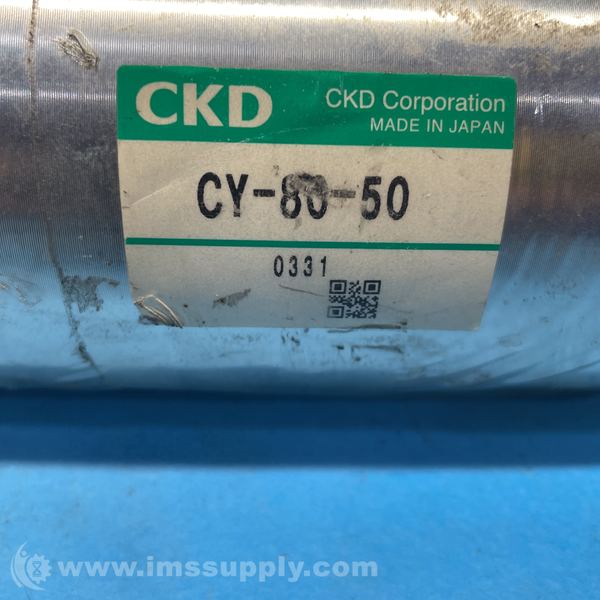 CKD
CKD Corporation
MADE IN JAPAN
CY-80-50
0331
www.imssupply.com